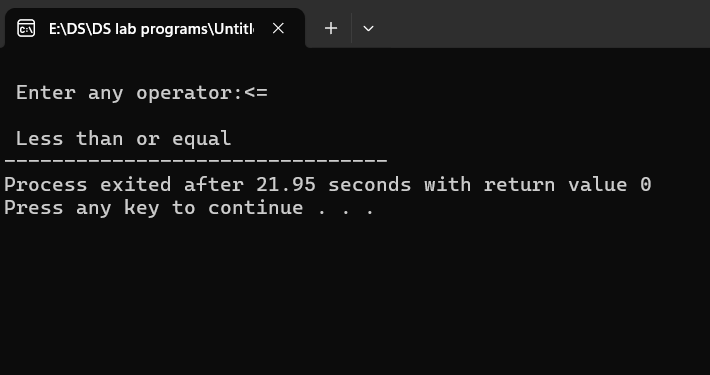 E:\DS\DS lab programs\Untitle
Enter any operator:<=
Less than or equal
--------------------------------
Process exited after 21.95 seconds with return value 0
Press any key to continue . . .